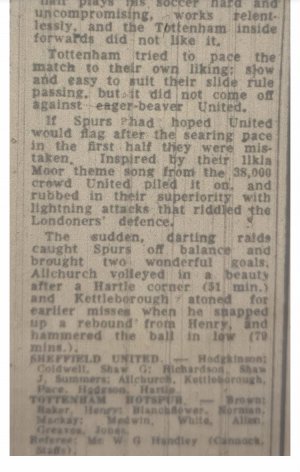 half plays his soccer hard and
uncompromising, works relent-
lessly, and the Tottenham inside
forwards did not like it.
Tottenham tried to pace the
match to their own liking; slow
and easy to suit their slide rule
passing, but it did not come off
against eager-beaver United.
If Spurs had hoped United
would flag after the searing pace
in the first half they were mis-
taken. Inspired by their Ilkla
Moor theme song from the 38,000
crowd United piled it on, and
rubbed in their superiority with
lightning attacks that riddled the
Londoners' defence.
The sudden, darting raids
caught Spurs off balance and
brought two wonderful goals.
Allchurch volleyed in a beauty
after a Hartle corner (51 min.)
and Kettleborough atoned for
earlier misses when he snapped
up a rebound from Henry, and
hammered the ball in low (79
mins.).
SHEFFIELD UNITED. — Hodgkinson;
Coldwell, Shaw G; Richardson, Shaw
J, Summers; Allchurch, Kettleborough,
Pace, Hodgson, Hartle.
TOTTENHAM HOTSPUR. — Brown;
Baker, Henry; Blanchflower, Norman,
Mackay; Medwin, White, Allen,
Greaves, Jones.
Referee: Mr W G Handley (Cannock,
Staffs).